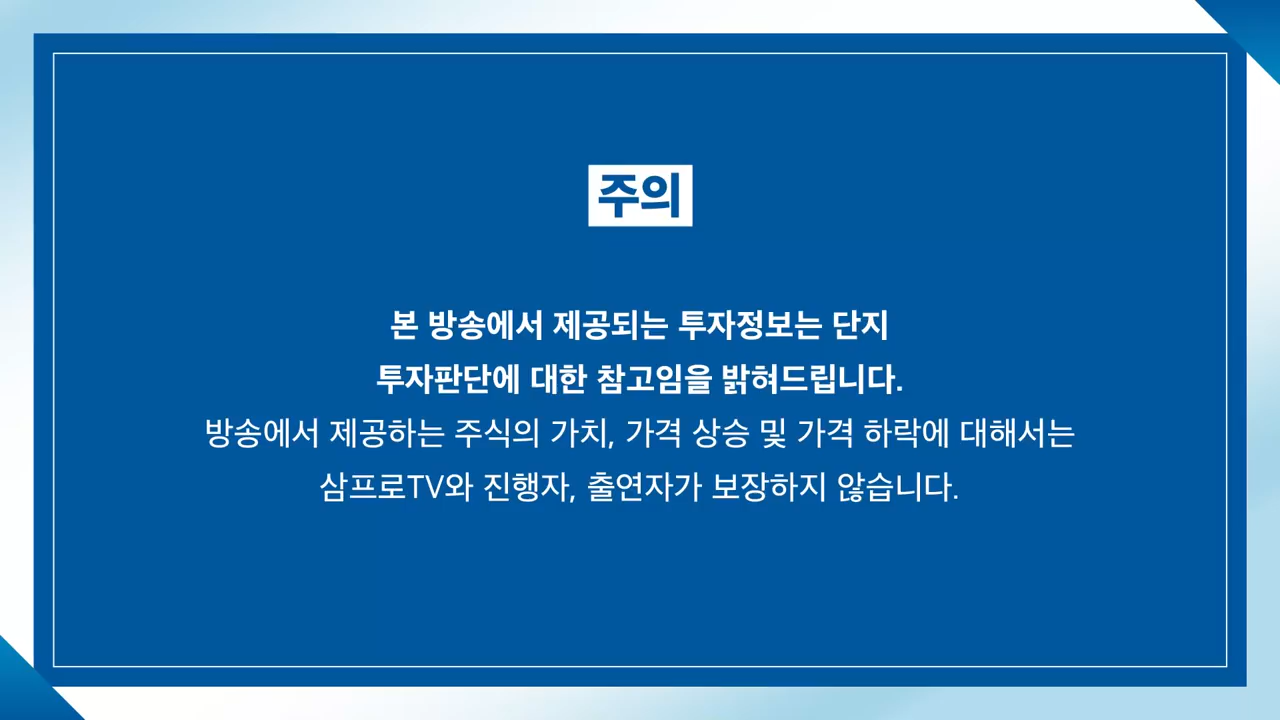 주의
본 방송에서 제공되는 투자정보는 단지
투자판단에 대한 참고임을 밝혀드립니다.
방송에서 제공하는 주식의 가치, 가격 상승 및 가격 하락에 대해서는
삼프로TV와 진행자, 출연자가 보장하지 않습니다.